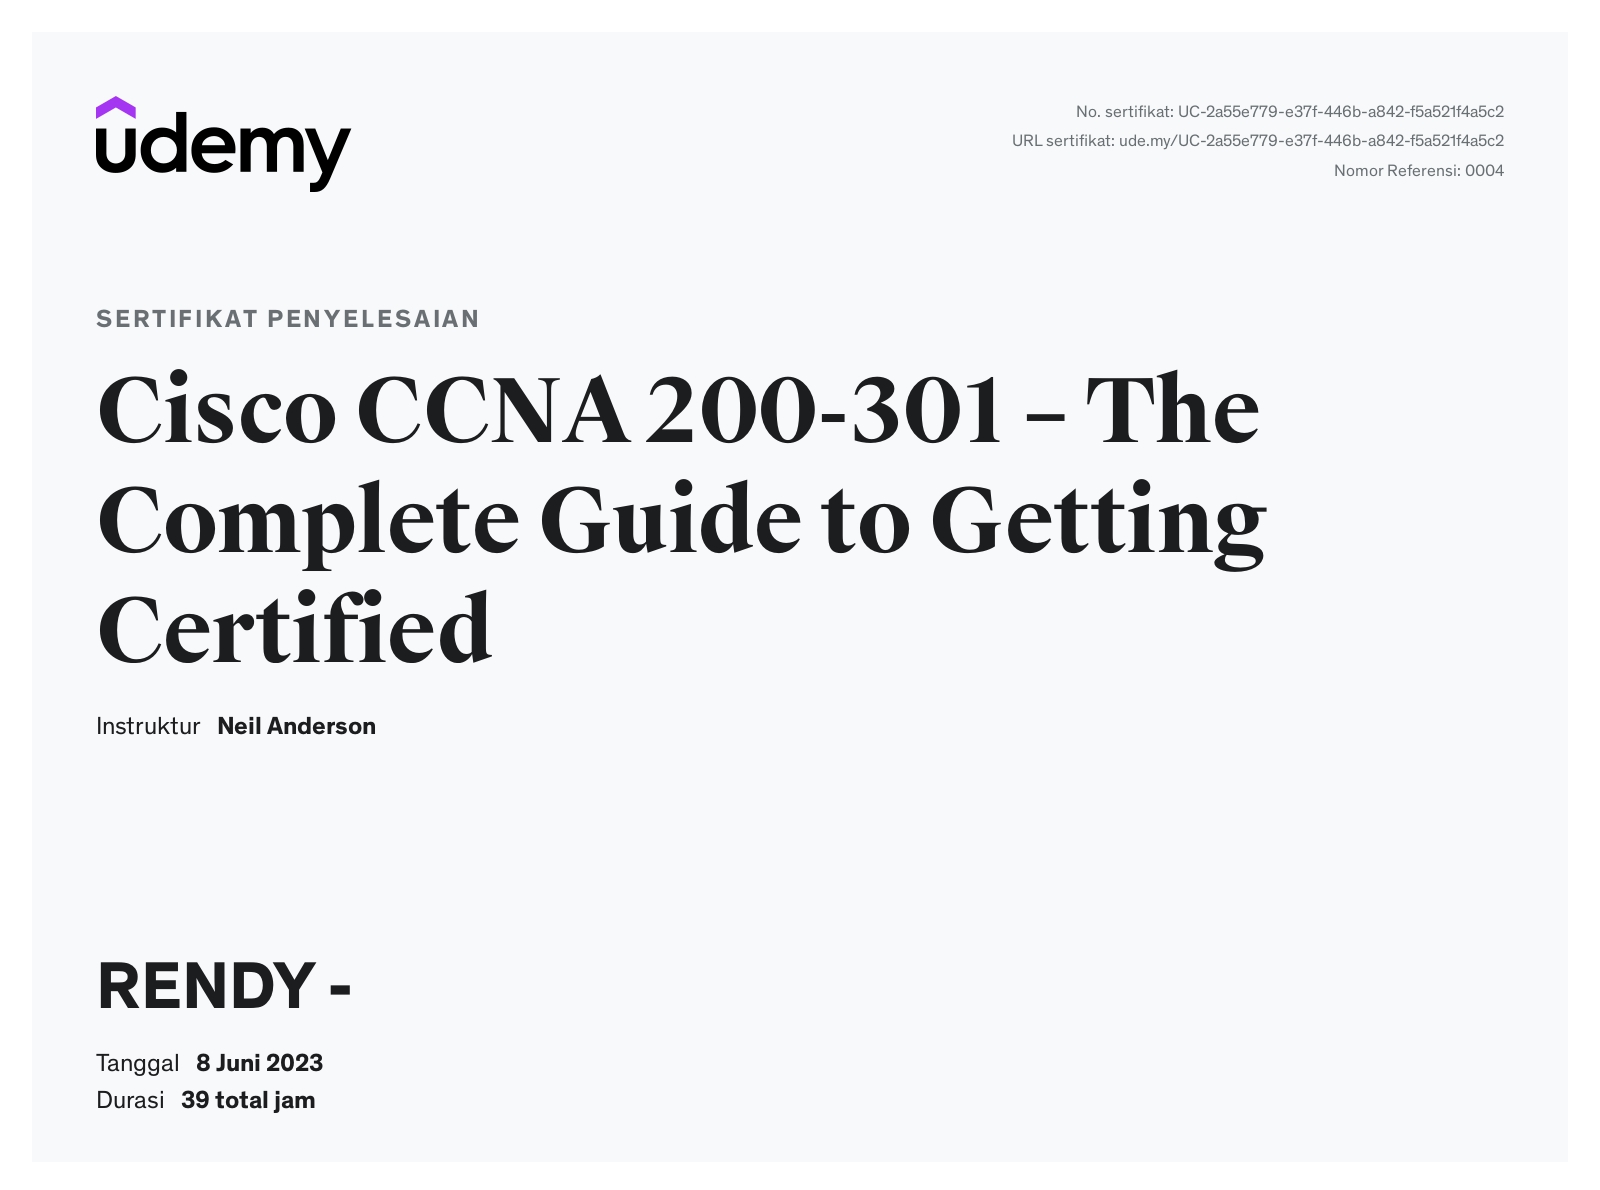 udemy
No. sertifikat: UC-2a55e779-e37f-446b-a842-f5a521f4a5c2
URL sertifikat: ude.my/UC-2a55e779-e37f-446b-a842-f5a521f4a5c2
Nomor Referensi: 0004
SERTIFIKAT PENYELESAIAN
Cisco CCNA 200-301 – The
Complete Guide to Getting
Certified
Instruktur Neil Anderson
RENDY -
Tanggal 8 Juni 2023
Durasi 39 total jam